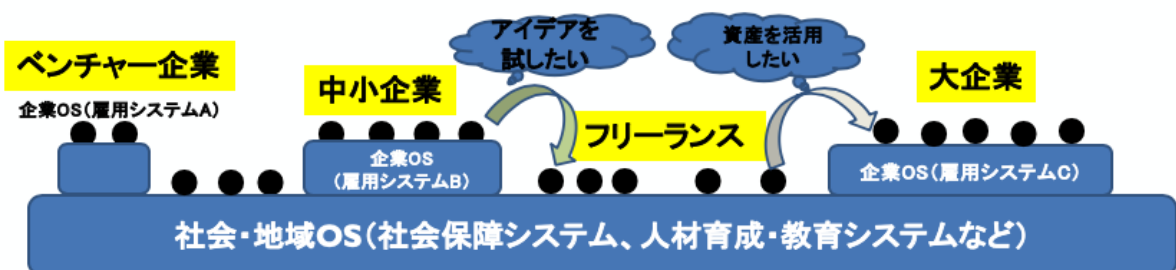 ベンチャー企業
企業OS(雇用システムA)
中小企業
企業OS
(雇用システムB)
アイデアを
試したい
フリーランス
資産を活用
したい
大企業
企業OS(雇用システムC)
社会・地域OS(社会保障システム、人材育成・教育システムなど)